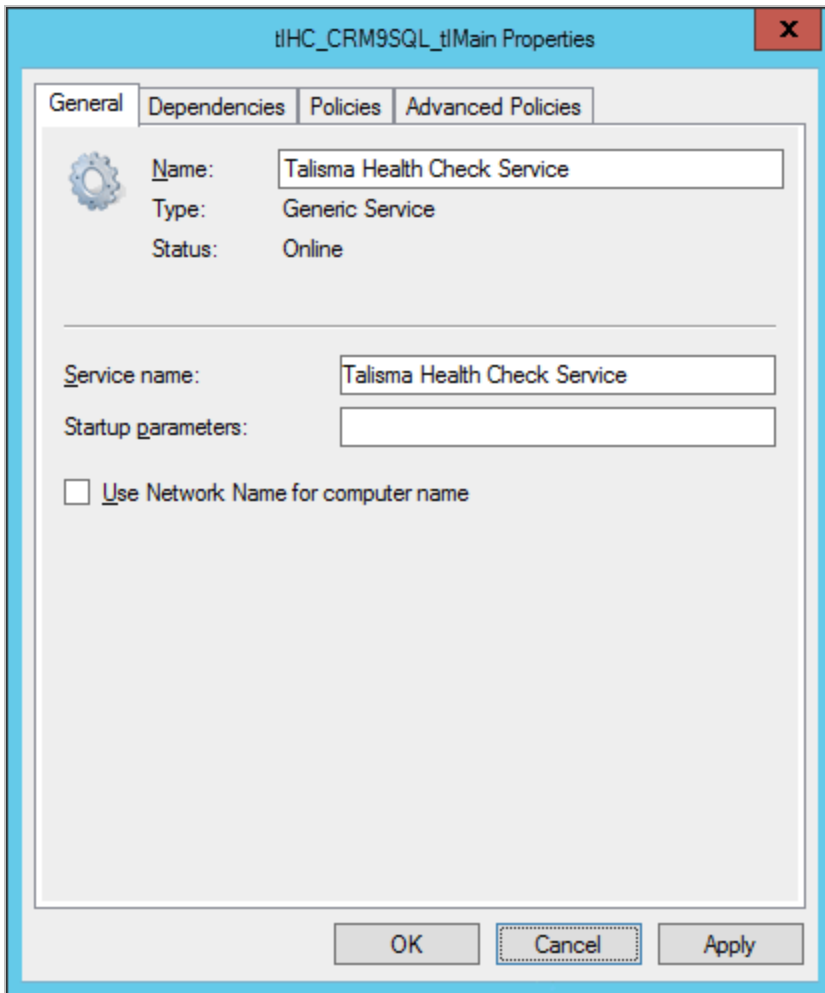 tlHC_CRM9SQL_tlMain Properties
x
General Dependencies Policies Advanced Policies
Name: Talisma Health Check Service
Type: Generic Service
Status: Online
Service name: Talisma Health Check Service
Startup parameters:
Use Network Name for computer name
OK Cancel Apply